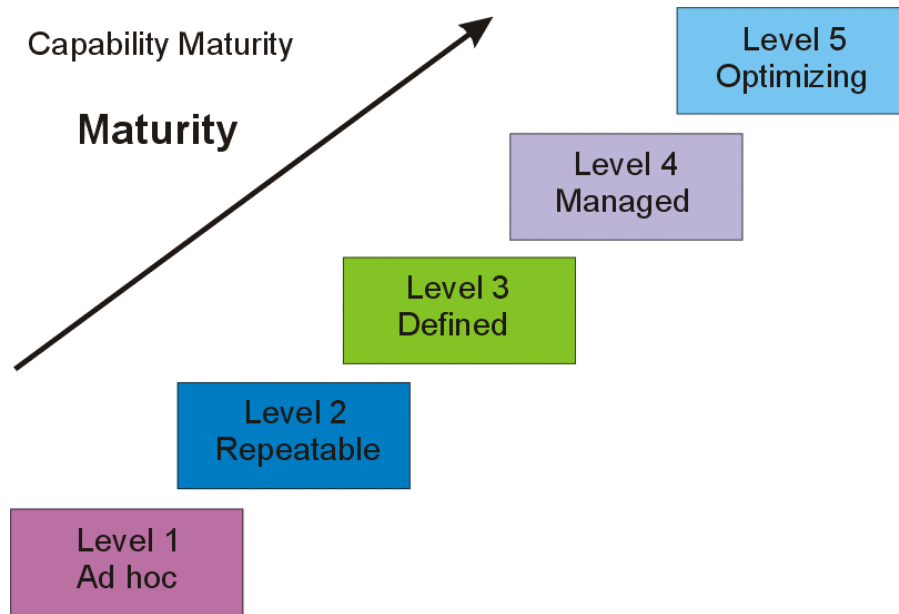 Capability Maturity
Maturity
Level 5
Optimizing
Level 4
Managed
Level 3
Defined
Level 2
Repeatable
Level 1
Ad hoc